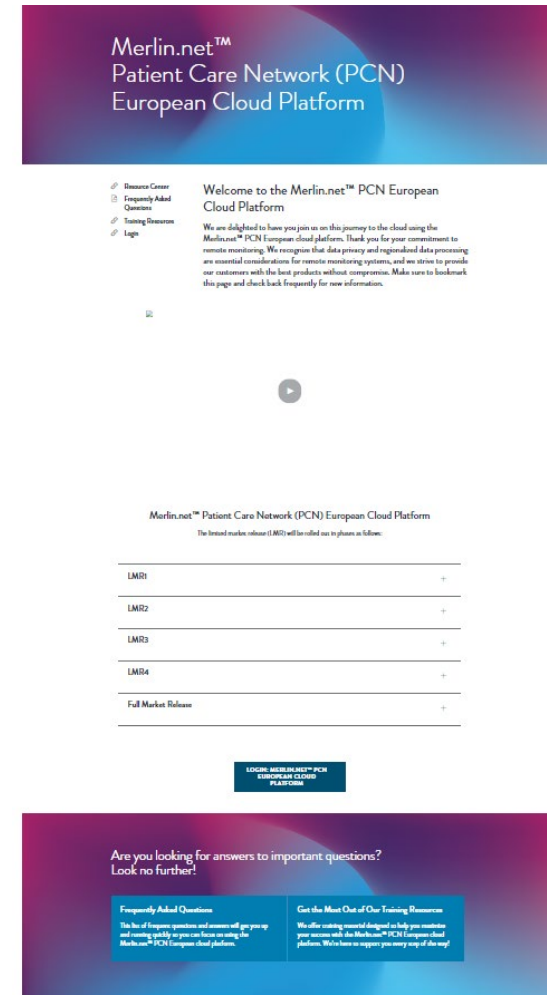 Merlin.net™
Patient Care Network (PCN)
European Cloud Platform
Resource Center
Frequently Asked
Questions
Training Resources
Login
Welcome to the Merlin.net™ PCN European
Cloud Platform
We are delighted to have you join us on this journey to the cloud using the
Merlin.net™ PCN European cloud platform. Thank you for your commitment to
remote monitoring. We recognize that data privacy and regionalized data processing
are essential considerations for remote monitoring systems, and we strive to provide
our customers with the best products without compromise. Make sure to bookmark
this page and check back frequently for new information.
Merlin.net™ Patient Care Network (PCN) European Cloud Platform
The limited market release (LMR) will be rolled out in phases as follows:
LMR1
LMR2
LMR3
LMR4
Full Market Release
LOGIN: MERLIN.NET™ PCN
EUROPEAN CLOUD
PLATFORM
Are you looking for answers to important questions?
Look no further!
Frequently Asked Questions
This list of frequent questions and answers will get you up
and running quickly so you can focus on using the
Merlin.net™ PCN European cloud platform.
Get the Most Out of Our Training Resources
We offer training material designed to help you maximize
your success with the Merlin.net™ PCN European cloud
platform. We're here to support you every step of the way!